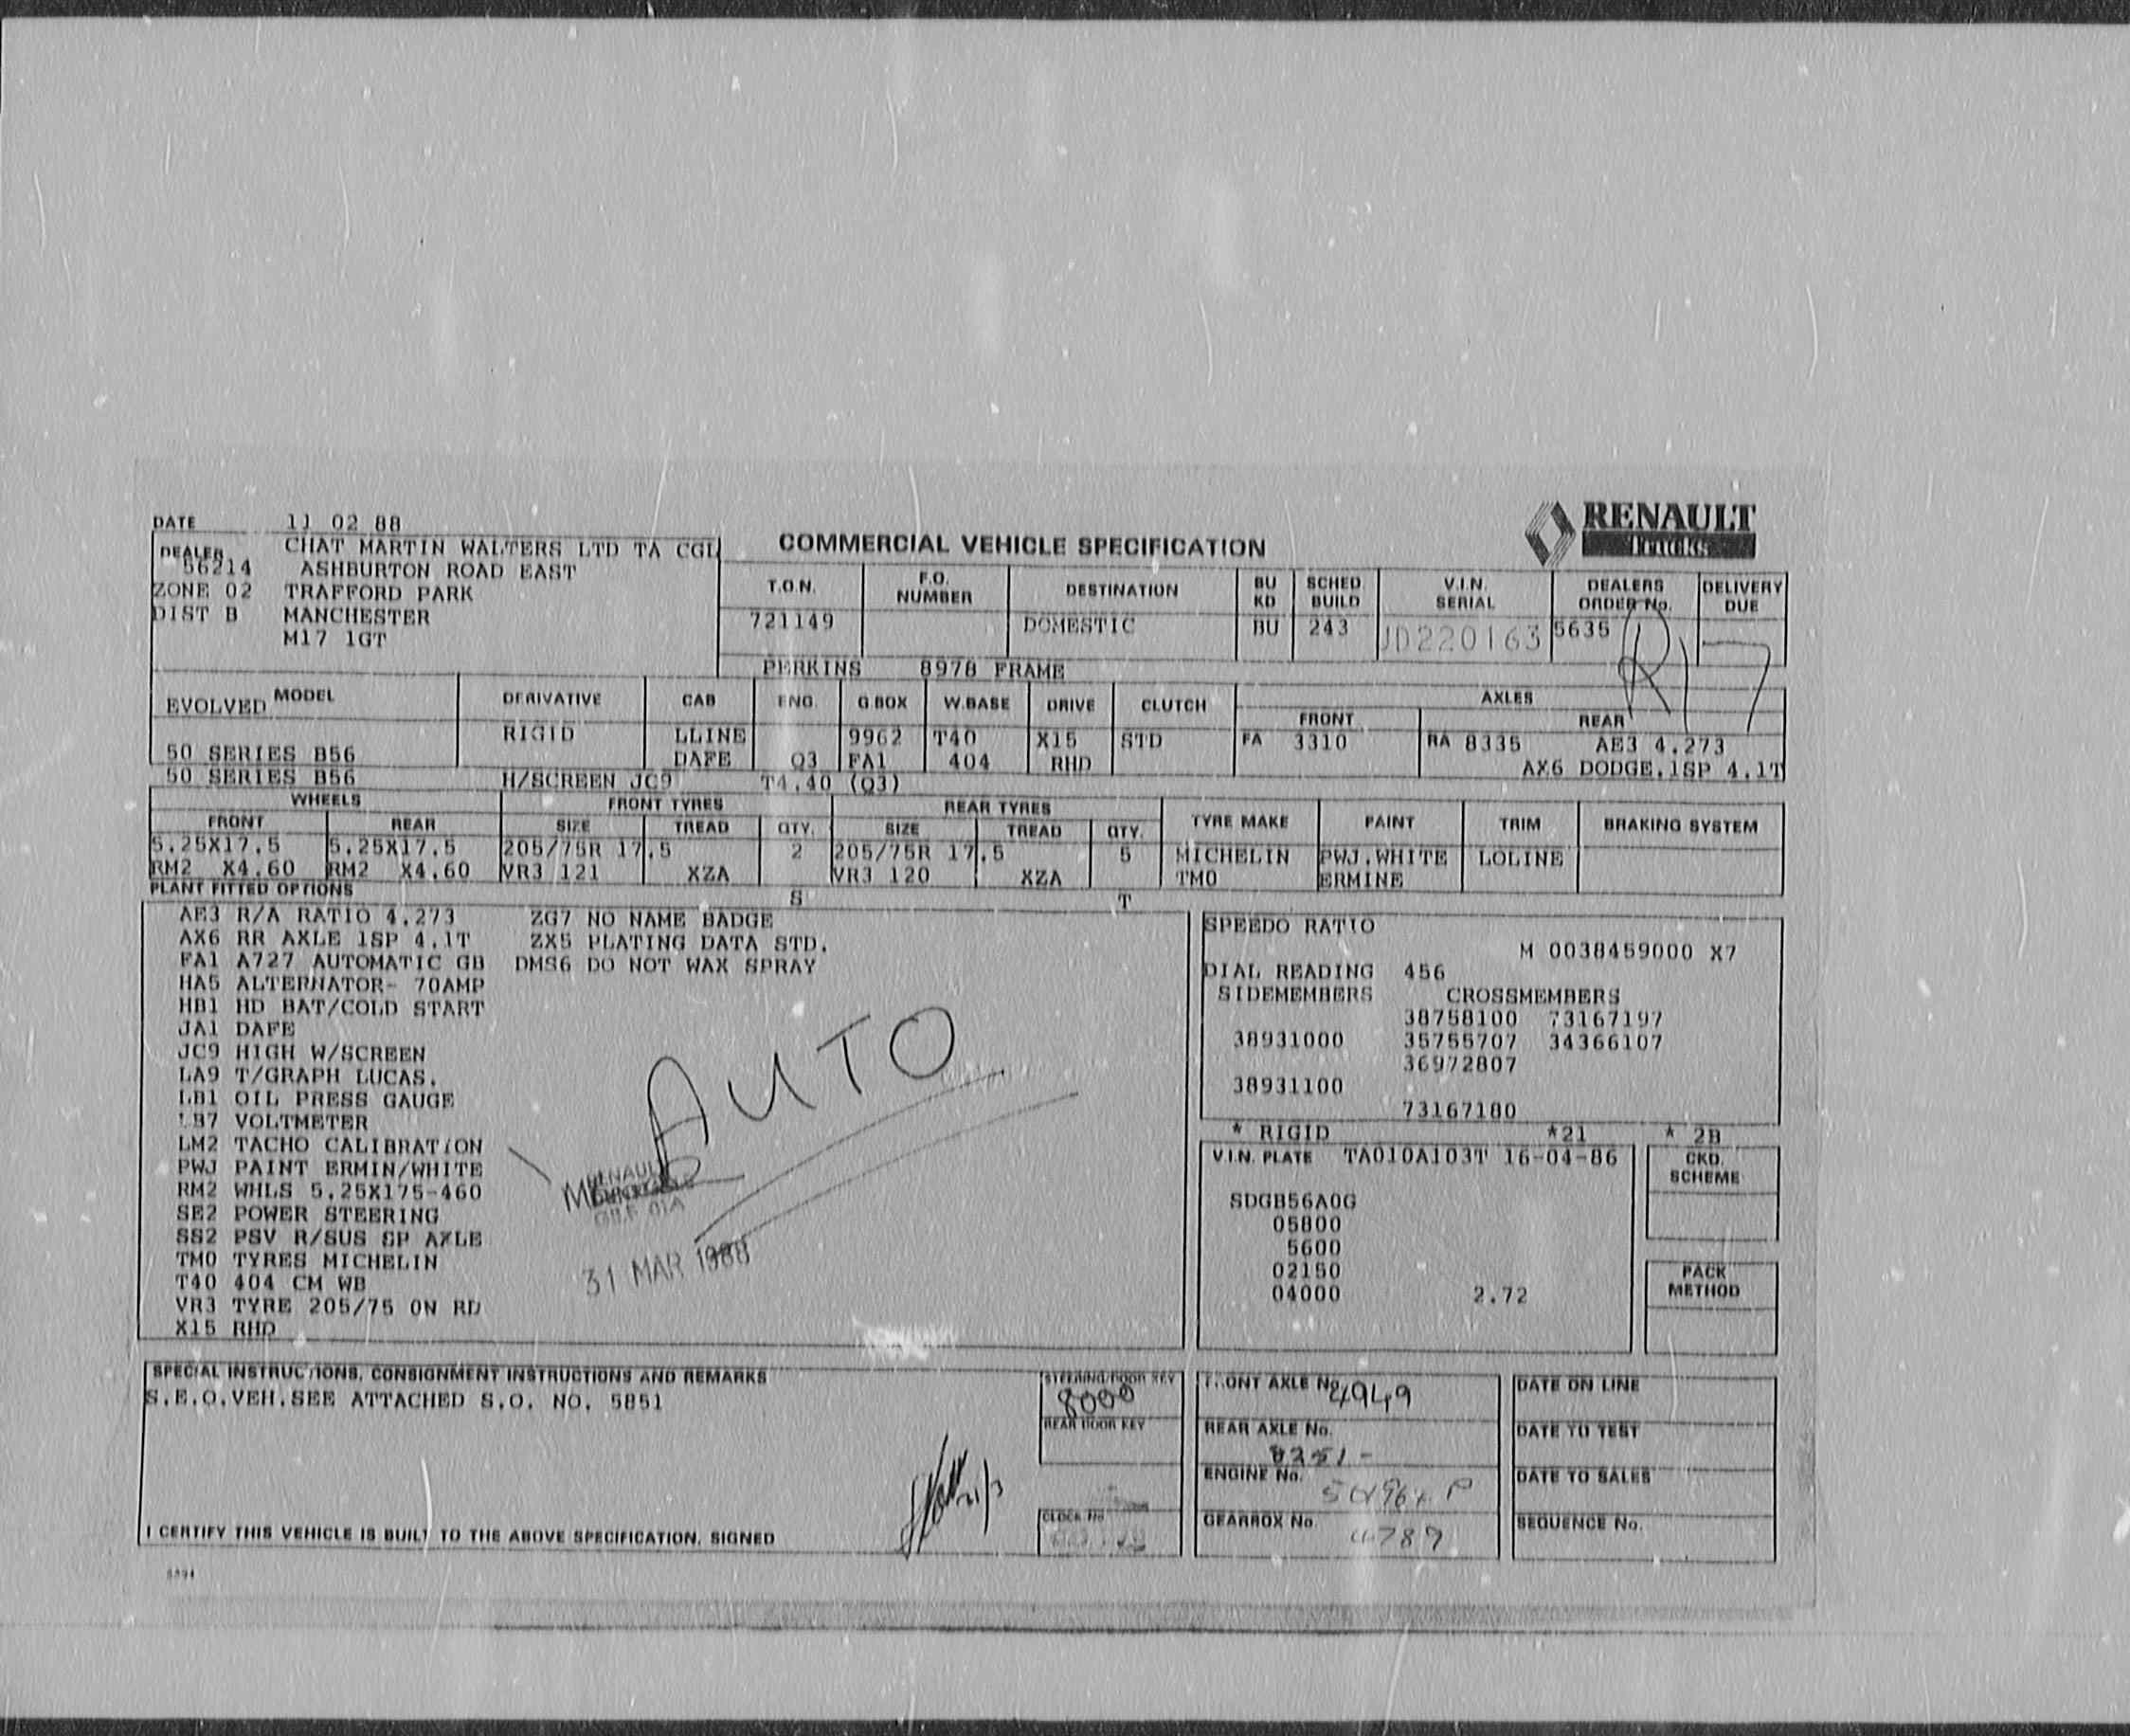 DATE 11 02 88
RENAULT
Trucks
DEALER CHAT MARTIN WALTERS LTD TA CGL
COMMERCIAL VEHICLE SPECIFICATION
56214 ASHBURTON ROAD EAST
ZONE 02 TRAFFORD PARK
DIST B MANCHESTER
M17 1GT
T.O.N. F.O. NUMBER DESTINATION BU KD SCHED BUILD V.I.N. SERIAL DEALERS ORDER No. DELIVERY DUE
721149 DOMESTIC BU 243 JD220163 5635
R17
PERKINS 8978 FRAME
MODEL DERIVATIVE CAB ENG. G.BOX W.BASE DRIVE CLUTCH AXLES
FRONT REAR
EVOLVED RIGID LLINE 9962 T40 X15 STD FA 3310 RA 8335 AE3 4.273
50 SERIES B56 DAFE Q3 FA1 404 RHD AX6 DODGE.1SP 4.1T
50 SERIES B56 H/SCREEN JC9 T4.40 (Q3)
WHEELS FRONT TYRES REAR TYRES
FRONT REAR SIZE TREAD QTY. SIZE TREAD QTY. TYRE MAKE PAINT TRIM BRAKING SYSTEM
5.25X17.5 5.25X17.5 205/75R 17.5 2 205/75R 17.5 5 MICHELIN PWJ.WHITE LOLINE
RM2 X4.60 RM2 X4.60 VR3 121 XZA VR3 120 XZA TM0 ERMINE
PLANT FITTED OPTIONS S T
AE3 R/A RATIO 4.273 ZG7 NO NAME BADGE
AX6 RR AXLE 1SP 4.1T ZX5 PLATING DATA STD.
FA1 A727 AUTOMATIC GB DMS6 DO NOT WAX SPRAY
HA5 ALTERNATOR- 70AMP
HB1 HD BAT/COLD START
JA1 DAFE
JC9 HIGH W/SCREEN
LA9 T/GRAPH LUCAS.
LB1 OIL PRESS GAUGE
LB7 VOLTMETER
LM2 TACHO CALIBRATION
PWJ PAINT ERMIN/WHITE
RM2 WHLS 5.25X175-460
SE2 POWER STEERING
SS2 PSV R/SUS SP AXLE
TM0 TYRES MICHELIN
T40 404 CM WB
VR3 TYRE 205/75 ON RD
X15 RHD
AUTO
RENAULT
31 MAR 1988
SPEEDO RATIO
M 0038459000 X7
DIAL READING 456
SIDEMEMBERS CROSSMEMBERS
38758100 73167197
38931000 35755707 34366107
36972807
38931100
73167180
* RIGID *21 * 2B
V.I.N. PLATE TA010A103T 16-04-86
CKD. SCHEME
SDGB56A0G
05800
5600
02150
04000 2.72
PACK METHOD
SPECIAL INSTRUCTIONS, CONSIGNMENT INSTRUCTIONS AND REMARKS
S.E.O.VEH.SEE ATTACHED S.O. NO. 5851
STEERING/DOOR KEY 8000
REAR DOOR KEY
CLOCK No
FRONT AXLE No. 4949
REAR AXLE No. 8251-
ENGINE No.
GEARBOX No.
DATE ON LINE
DATE TO TEST
DATE TO SALES
SEQUENCE No.
I CERTIFY THIS VEHICLE IS BUILT TO THE ABOVE SPECIFICATION. SIGNED